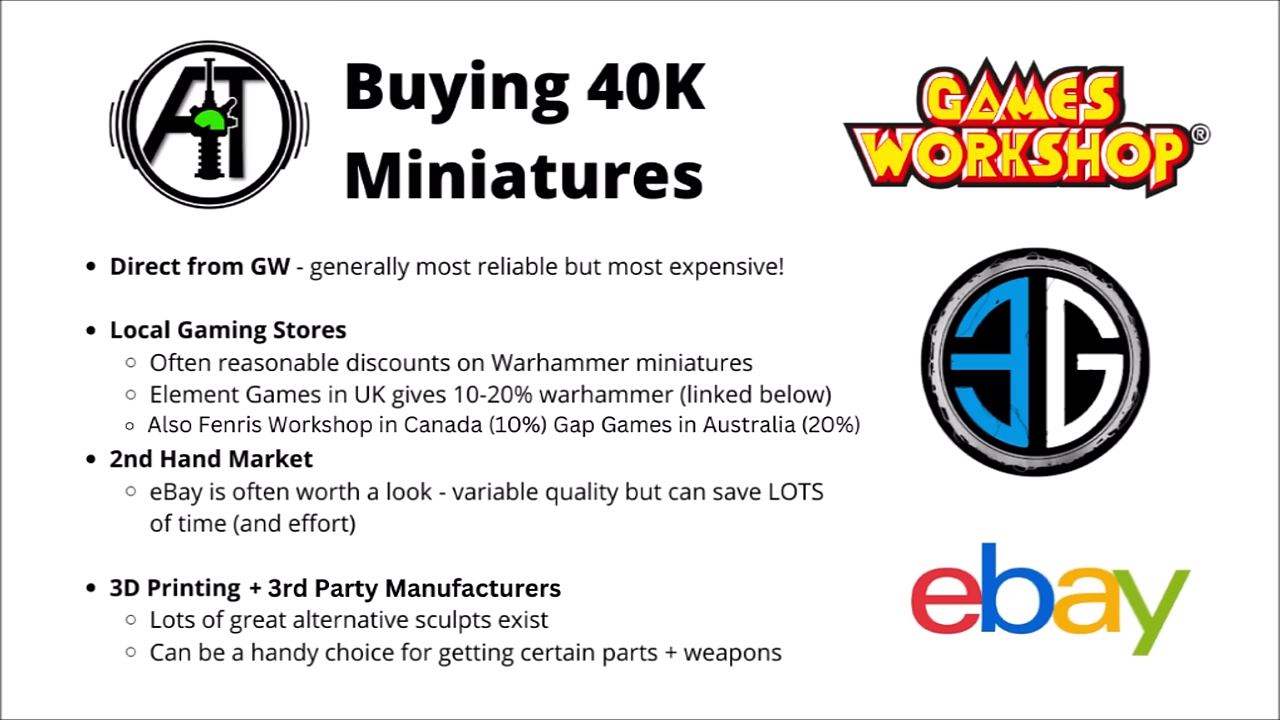 AT
Buying 40K
Miniatures
GAMES
WORKSHOP®
• Direct from GW - generally most reliable but most expensive!
• Local Gaming Stores
○ Often reasonable discounts on Warhammer miniatures
○ Element Games in UK gives 10-20% warhammer (linked below)
○ Also Fenris Workshop in Canada (10%) Gap Games in Australia (20%)
• 2nd Hand Market
○ eBay is often worth a look - variable quality but can save LOTS
of time (and effort)
• 3D Printing + 3rd Party Manufacturers
○ Lots of great alternative sculpts exist
○ Can be a handy choice for getting certain parts + weapons
EG
ebay